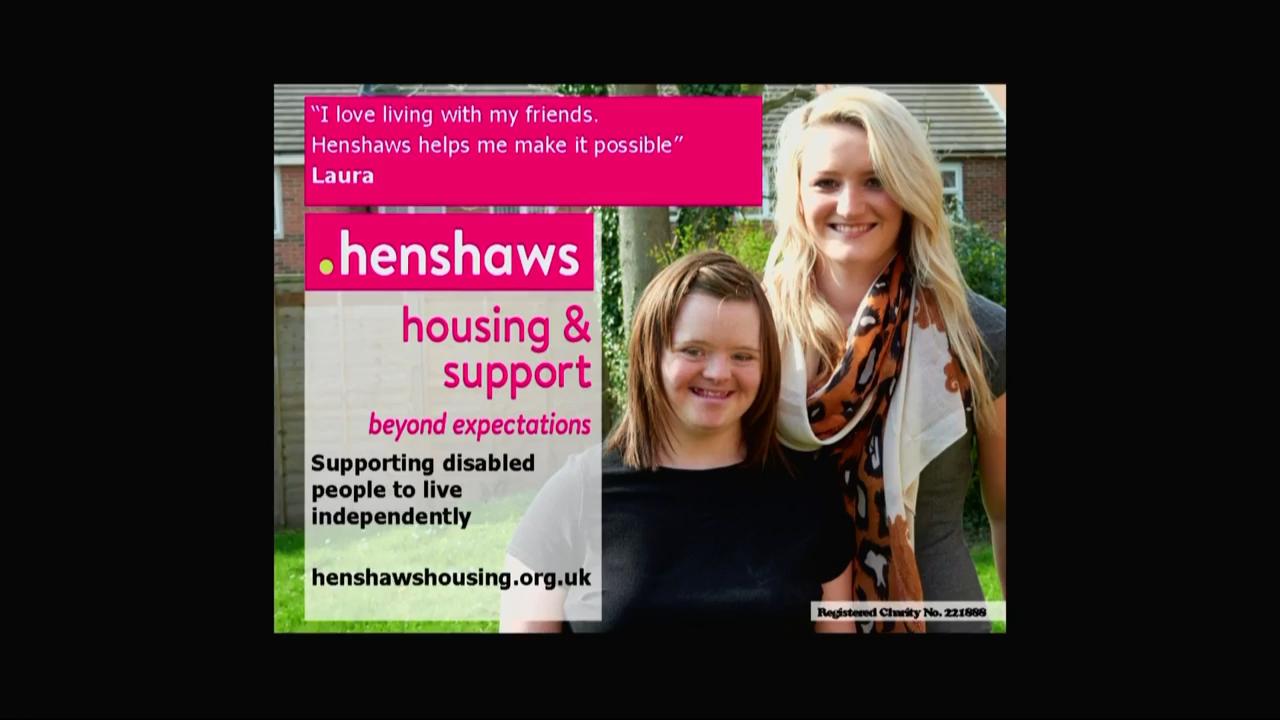 “I love living with my friends.
Henshaws helps me make it possible”
Laura
.henshaws
housing &
support
beyond expectations
Supporting disabled
people to live
independently
henshawshousing.org.uk
Registered Charity No. 221888